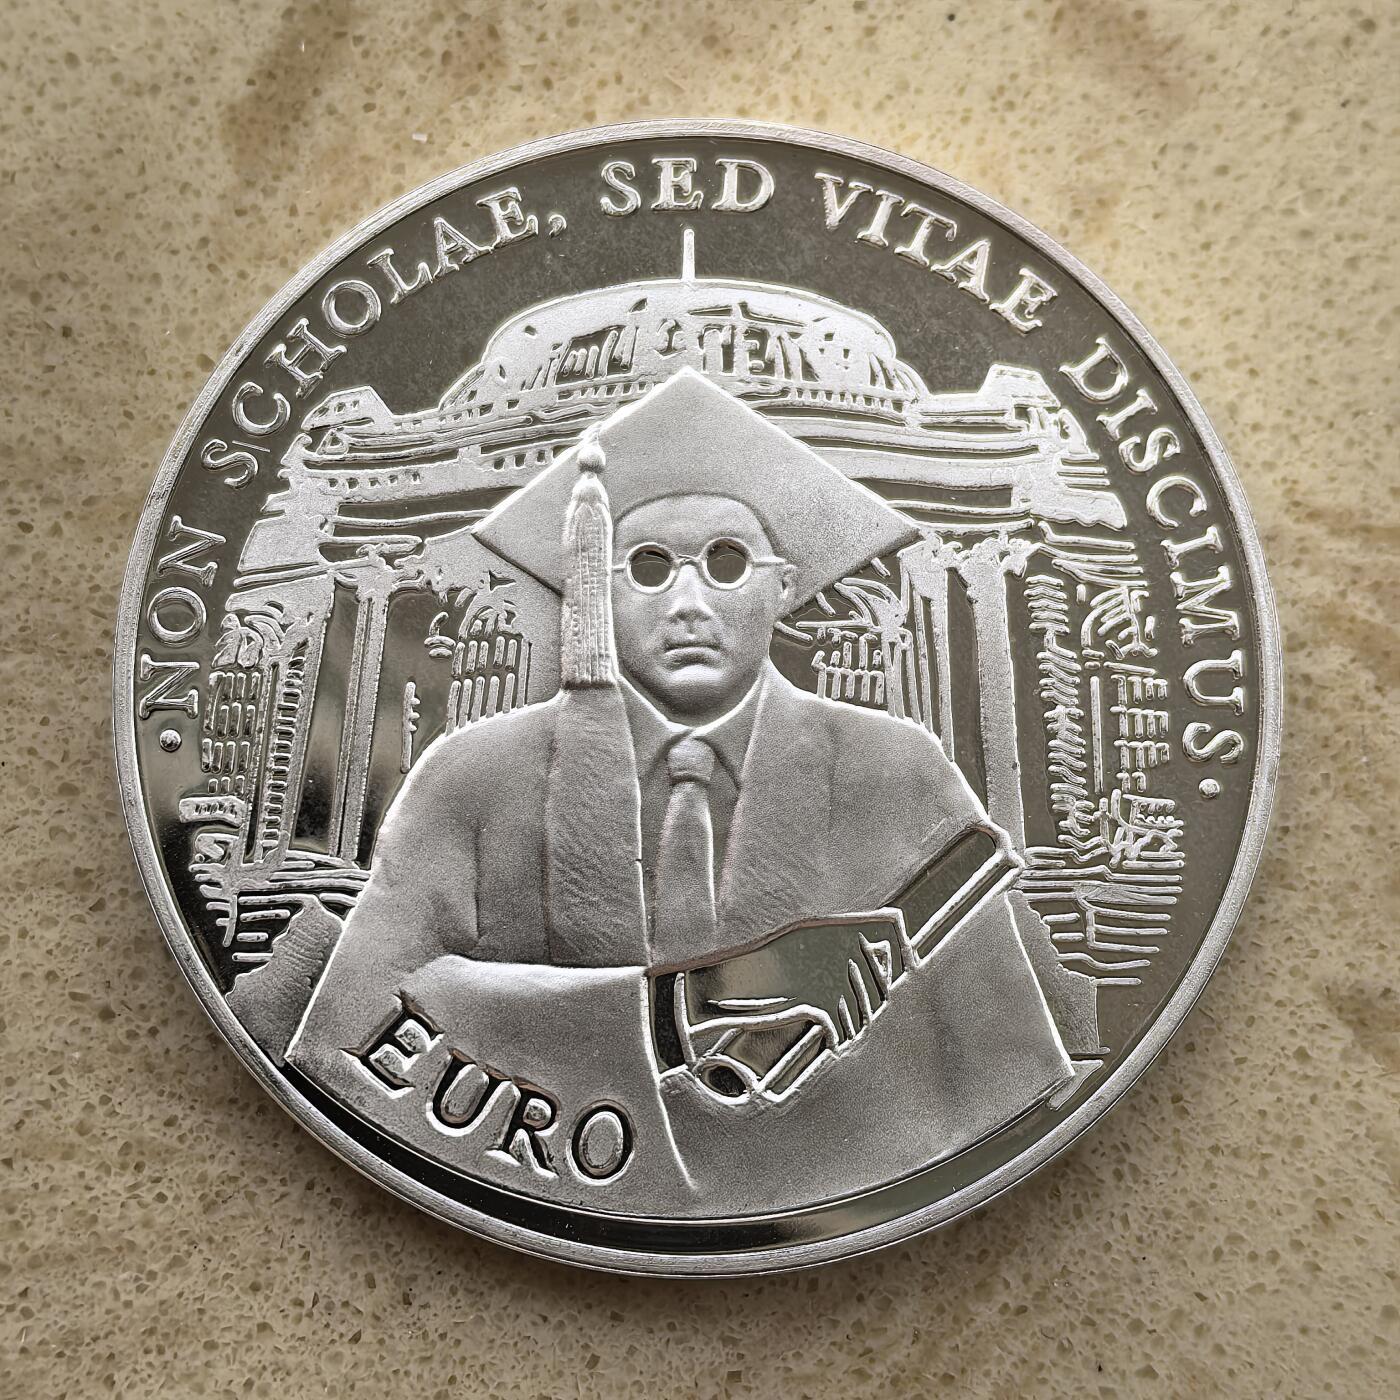 · NON SCHOLAE, SED VITAE DISCIMUS ·
EURO